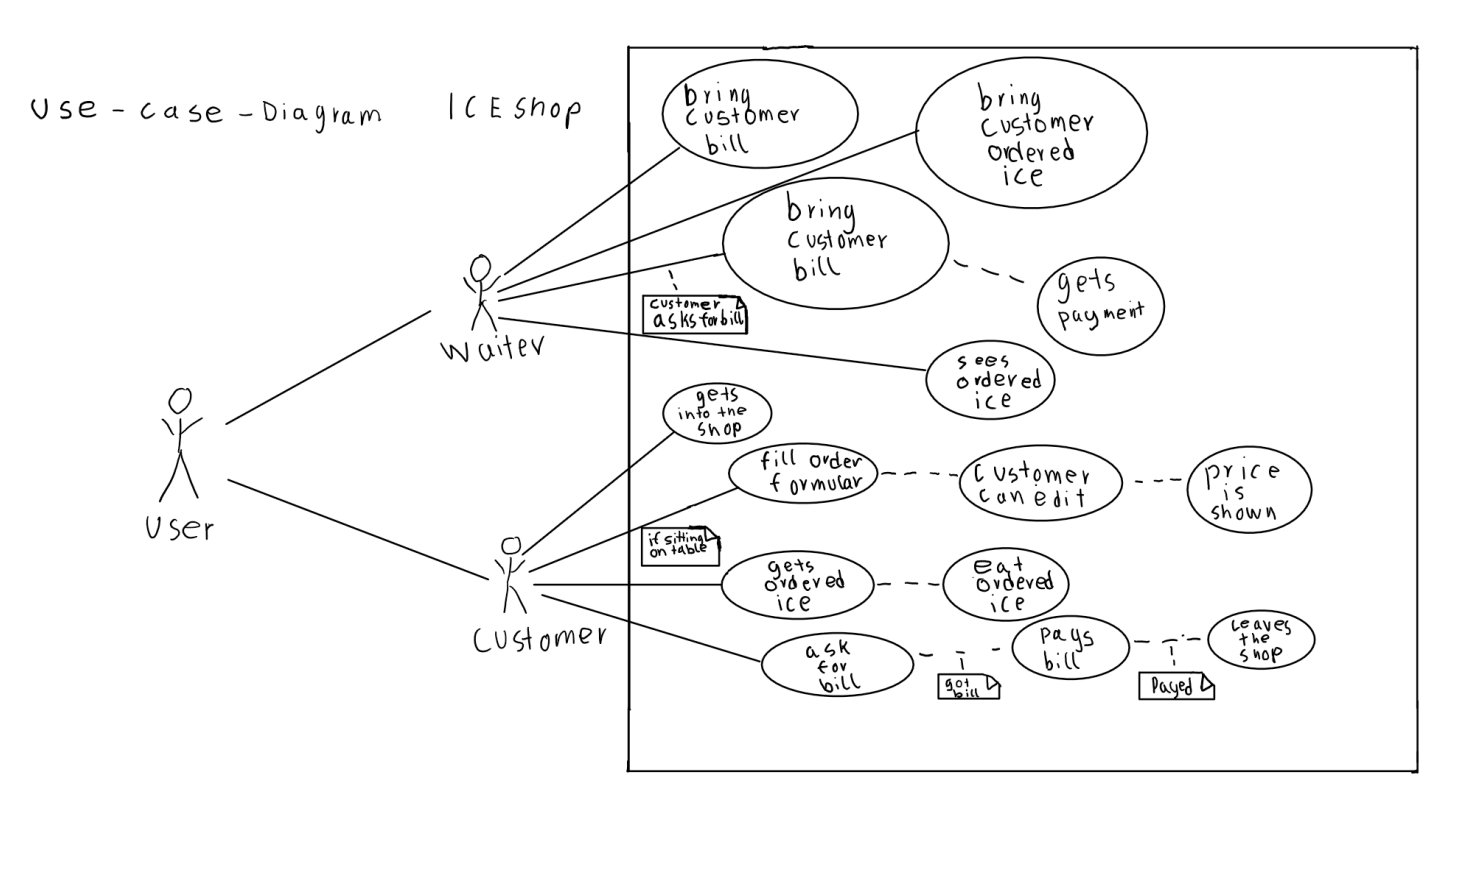 Use-case-Diagram ICE Shop
bring
customer
bill
bring
customer
ordered
ice
bring
customer
bill
gets
payment
customer
asks for bill
Waiter
sees
ordered
ice
gets
into the
shop
fill order
formular
customer
can edit
price
is
shown
User
if sitting
on table
gets
ordered
ice
eat
ordered
ice
Customer
ask
for
bill
got
bill
pays
bill
Payed
Leaves
the
shop